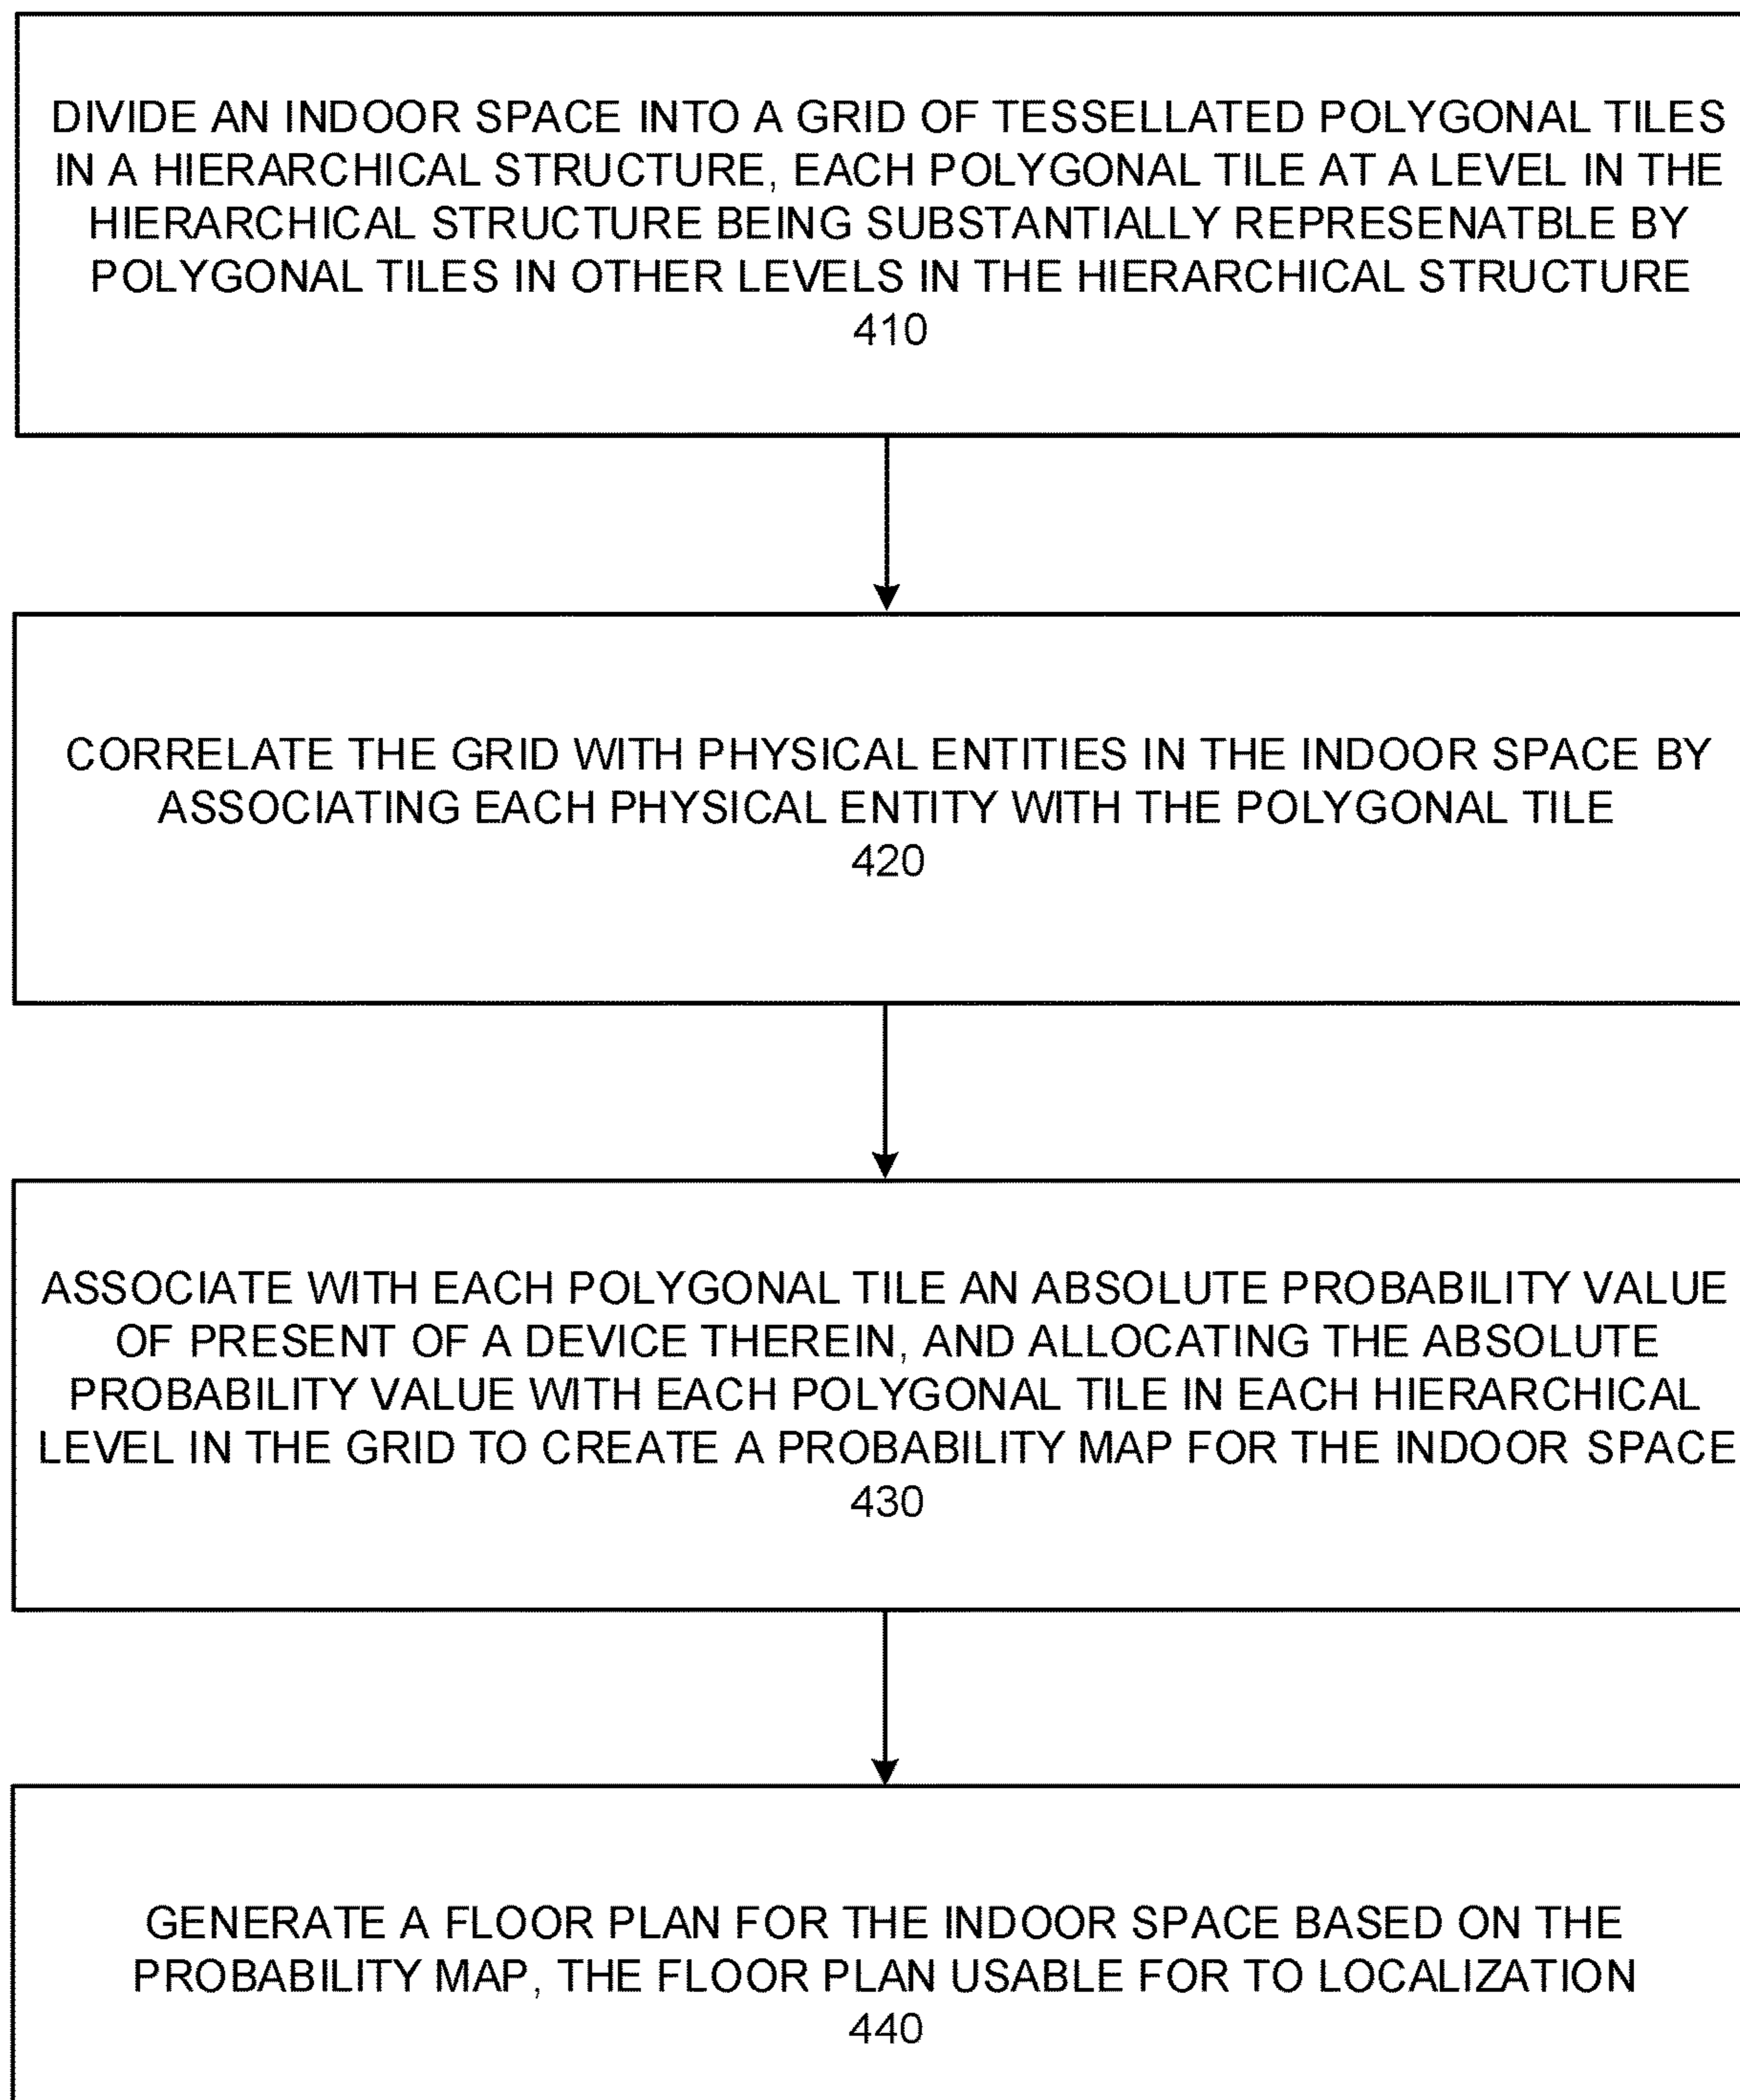 DIVIDE AN INDOOR SPACE INTO A GRID OF TESSELLATED POLYGONAL TILES
IN A HIERARCHICAL STRUCTURE, EACH POLYGONAL TILE AT A LEVEL IN THE
HIERARCHICAL STRUCTURE BEING SUBSTANTIALLY REPRESENATBLE BY
POLYGONAL TILES IN OTHER LEVELS IN THE HIERARCHICAL STRUCTURE
410
CORRELATE THE GRID WITH PHYSICAL ENTITIES IN THE INDOOR SPACE BY
ASSOCIATING EACH PHYSICAL ENTITY WITH THE POLYGONAL TILE
420
ASSOCIATE WITH EACH POLYGONAL TILE AN ABSOLUTE PROBABILITY VALUE
OF PRESENT OF A DEVICE THEREIN, AND ALLOCATING THE ABSOLUTE
PROBABILITY VALUE WITH EACH POLYGONAL TILE IN EACH HIERARCHICAL
LEVEL IN THE GRID TO CREATE A PROBABILITY MAP FOR THE INDOOR SPACE
430
GENERATE A FLOOR PLAN FOR THE INDOOR SPACE BASED ON THE
PROBABILITY MAP, THE FLOOR PLAN USABLE FOR TO LOCALIZATION
440